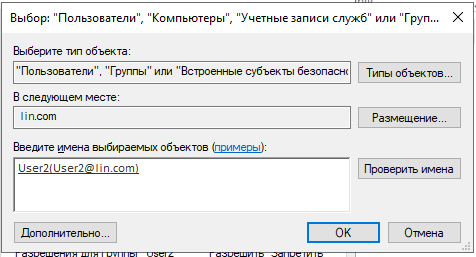 Выбор: "Пользователи", "Компьютеры", "Учетные записи служб" или "Груп...
Выберите тип объекта:
"Пользователи", "Группы" или "Встроенные субъекты безопасно
Типы объектов...
В следующем месте:
lin.com
Размещение...
Введите имена выбираемых объектов (примеры):
User2(User2@lin.com)
Проверить имена
Дополнительно...
OK
Отмена
Разрешения для группы "User2"
Разрешить Запретить